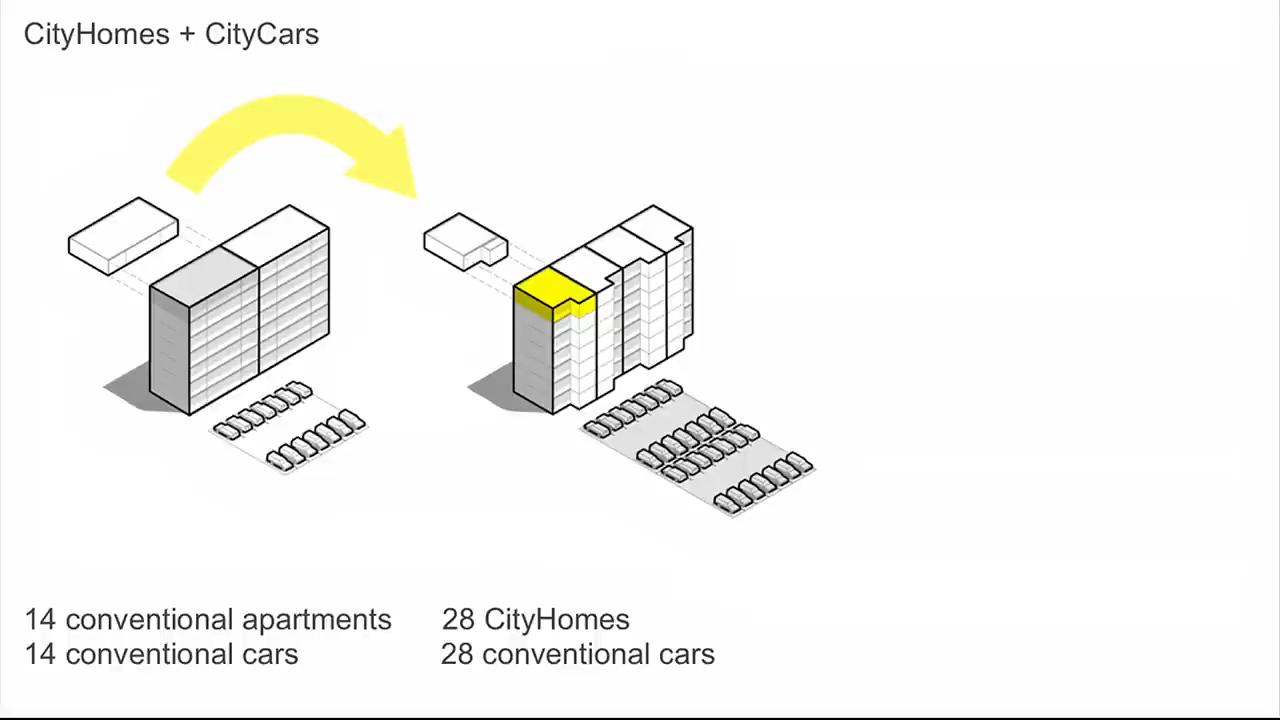 CityHomes + CityCars
14 conventional apartments
14 conventional cars
28 CityHomes
28 conventional cars